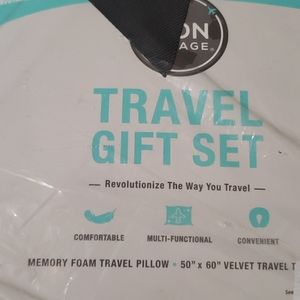 ON
AGE
TRAVEL
GIFT SET
Revolutionize The Way You Travel
COMFORTABLE MULTI-FUNCTIONAL CONVENIENT
MEMORY FOAM TRAVEL PILLOW • 50" x 60" VELVET TRAVEL T
See